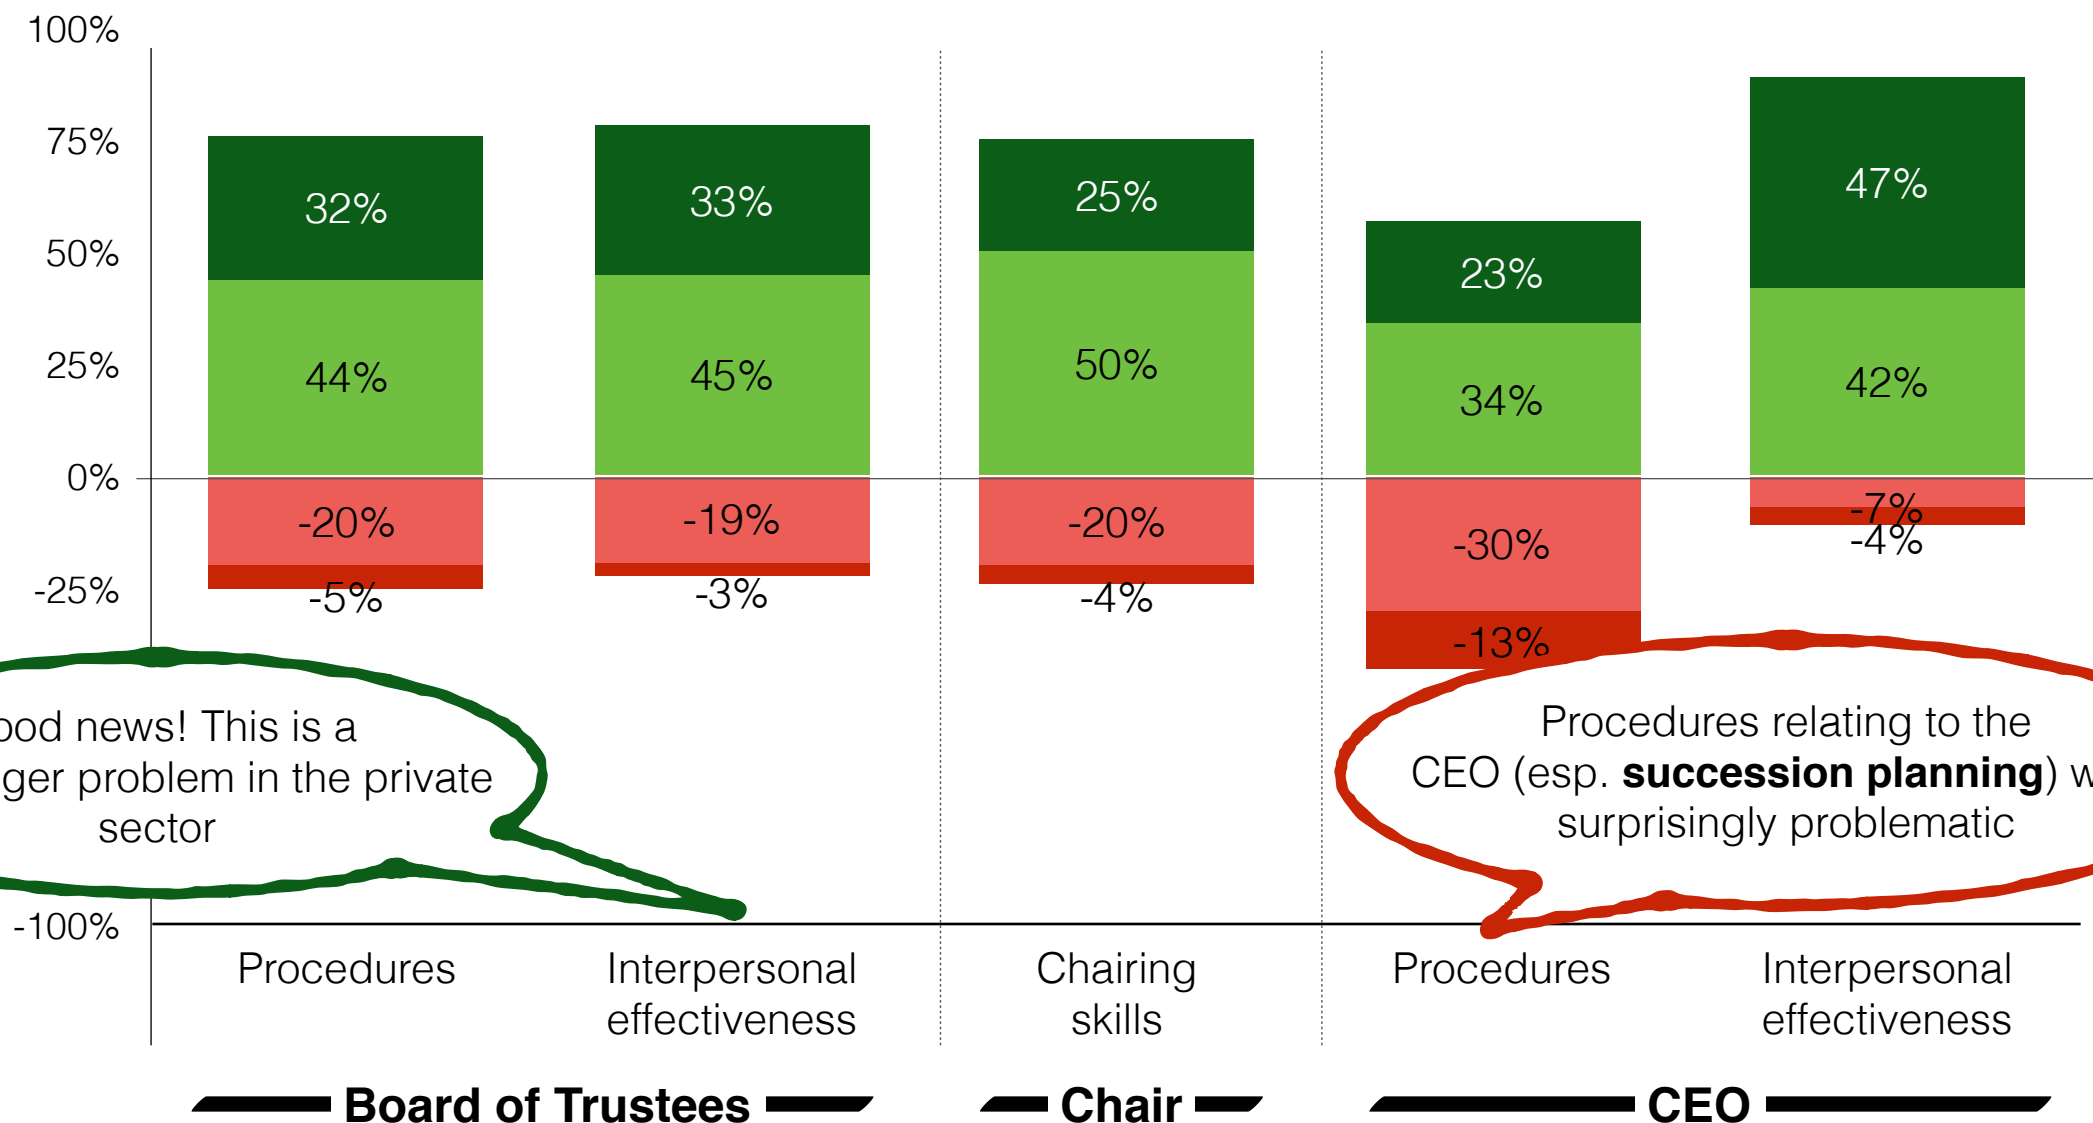 100%
75%
50%
25%
0%
-25%
-100%
32%
44%
-20%
-5%
33%
45%
-19%
-3%
25%
50%
-20%
-4%
23%
34%
-30%
-13%
47%
42%
-7%
-4%
news! This is a
problem in the private
sector
Procedures relating to the
CEO (esp. succession planning)
surprisingly problematic
Procedures
Interpersonal
effectiveness
Chairing
skills
Procedures
Interpersonal
effectiveness
Board of Trustees
Chair
CEO